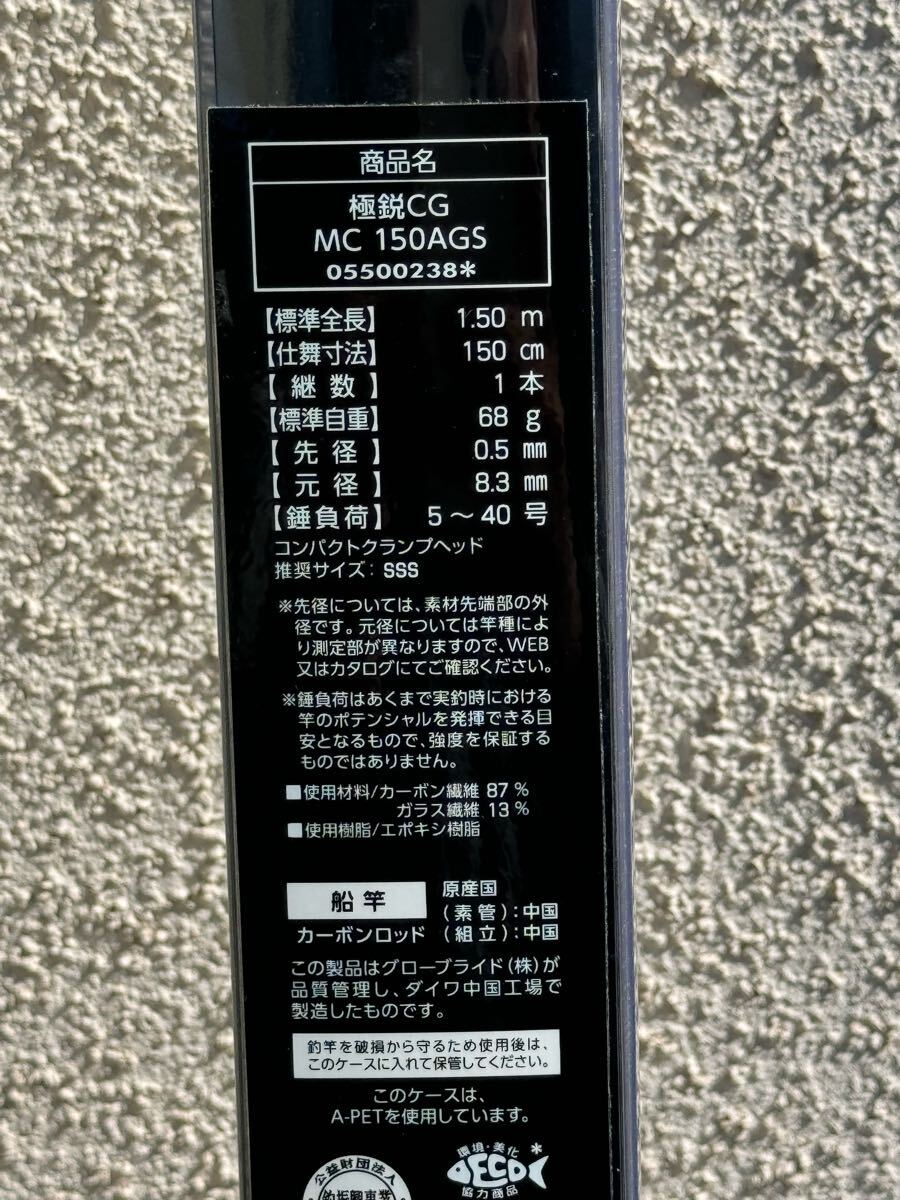 商品名
極鋭CG
MC 150AGS
05500238*
【標準全長】 1.50 m
【仕舞寸法】 150 cm
【継数】 1 本
【標準自重】 68 g
【先径】 0.5 mm
【元径】 8.3 mm
【錘負荷】 5〜40 号
コンパクトクランプヘッド
推奨サイズ：SSS
※先径については、素材先端部の外
径です。元径については竿種によ
り測定部が異なりますので、WEB
又はカタログにてご確認ください。
※錘負荷はあくまで実釣時における
竿のポテンシャルを発揮できる目
安となるもので、強度を保証する
ものではありません。
■使用材料/カーボン繊維 87 %
ガラス繊維 13 %
■使用樹脂/エポキシ樹脂
船竿
カーボンロッド
原産国
(素管)：中国
(組立)：中国
この製品はグローブライド(株)が
品質管理し、ダイワ中国工場で
製造したものです。
釣竿を破損から守るため使用後は、
このケースに入れて保管してください。
このケースは、
A-PETを使用しています。
公益財団法人
環境・美化
DECO
協力商品